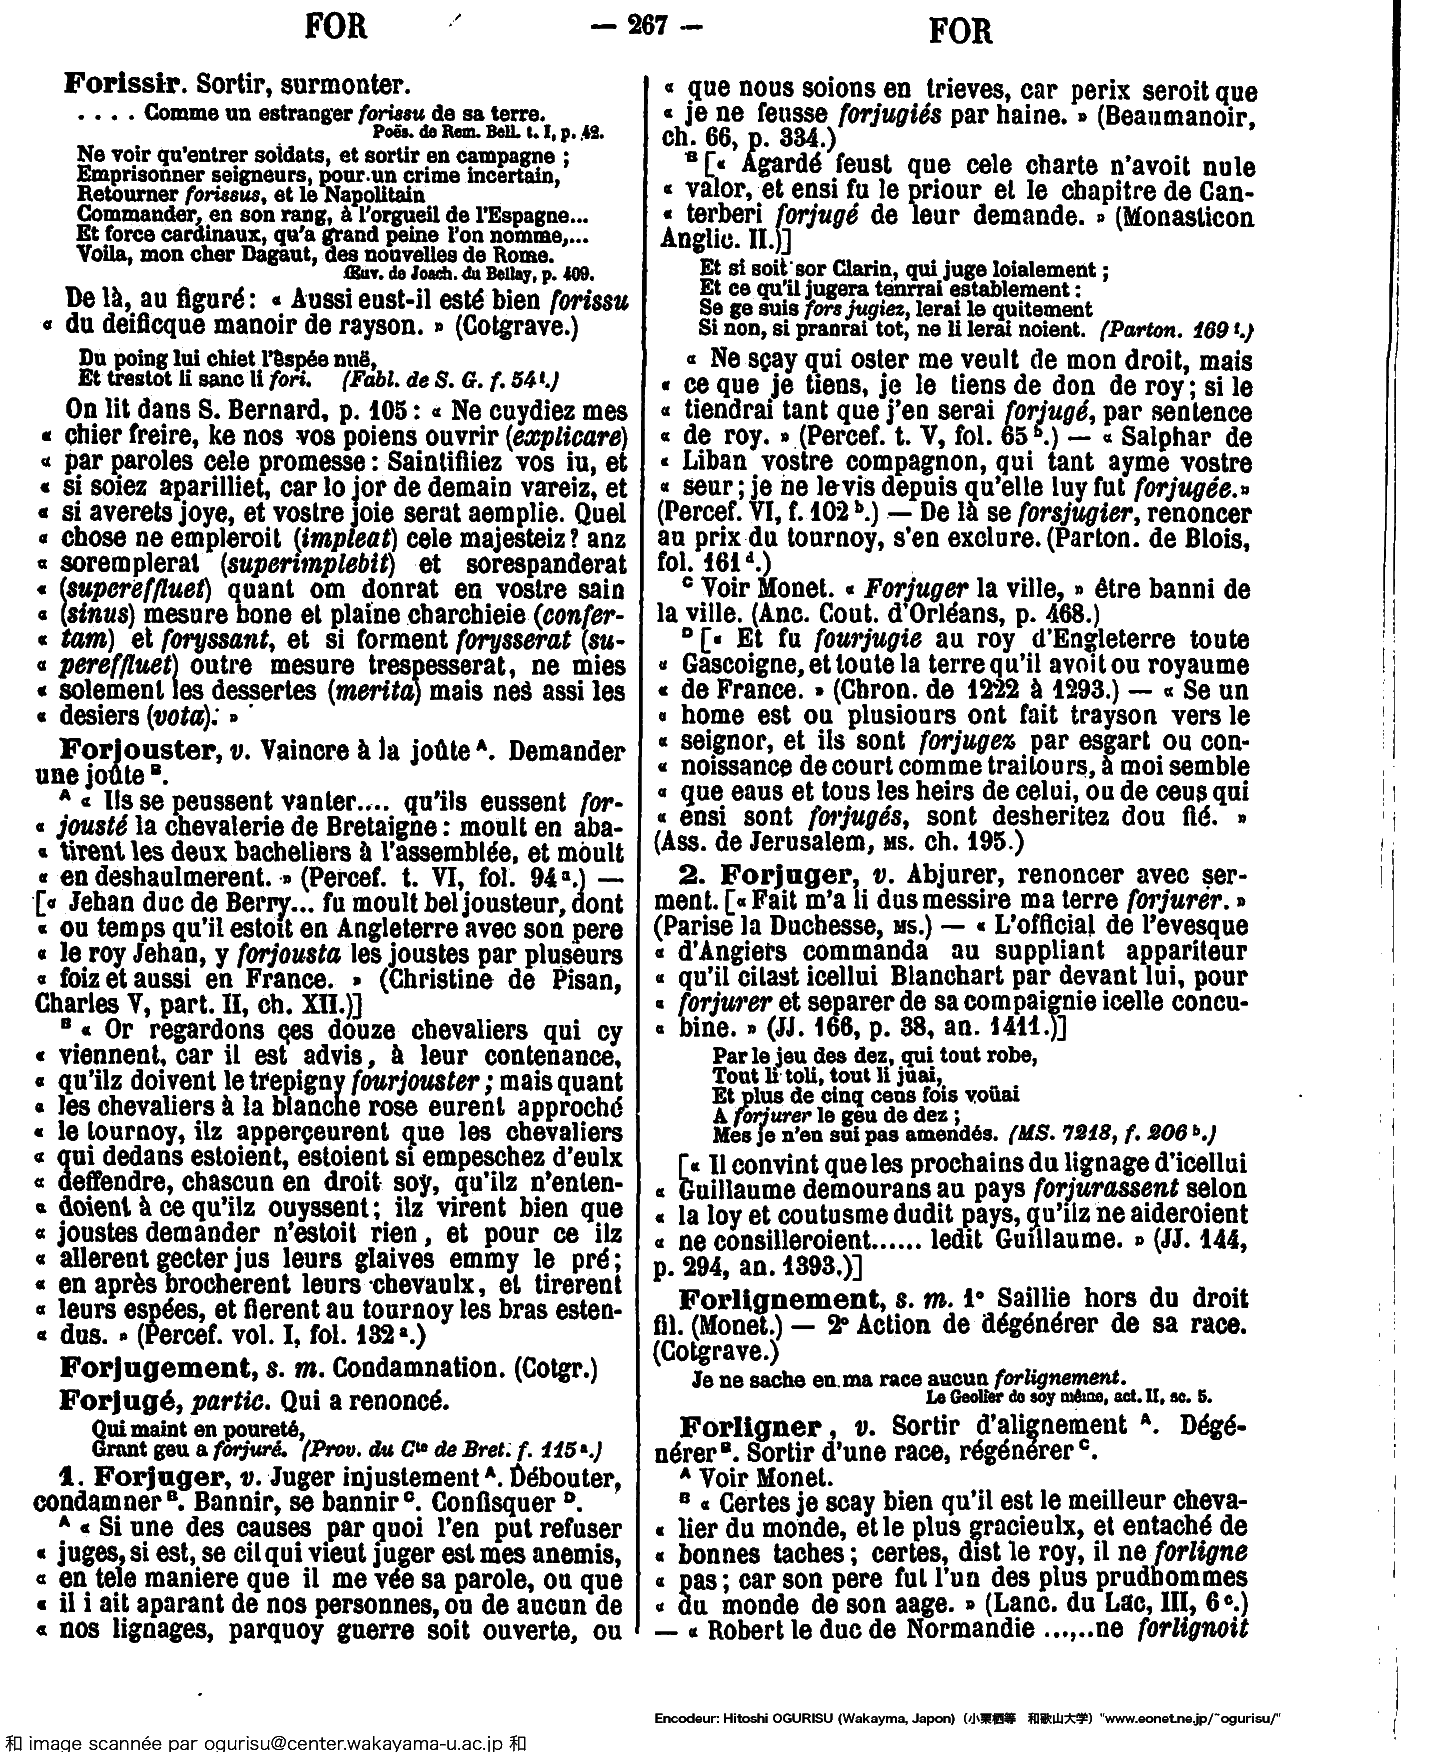 FOR
— 267 —
FOR
Forissir. Sortir, surmonter.
. . . . Comme un estranger forissu de sa terre.
Poës. de Rem. Bell. t. I, p. 42.
Ne voir qu'entrer soldats, et sortir en campagne ;
Emprisonner seigneurs, pour un crime incertain,
Retourner forissus, et le Napolitain
Commander, en son rang, à l'orgueil de l'Espagne...
Et force cardinaux, qu'a grand peine l'on nomme,...
Voila, mon cher Dagaut, des nouvelles de Rome.
Œuv. de Joach. du Bellay, p. 409.
De là, au figuré : « Aussi eust-il esté bien forissu
« du deificque manoir de rayson. » (Cotgrave.)
Du poing lui chiet l'espée nuë,
Et trestot li sanc li fori. (Fabl. de S. G. f. 54¹.)
On lit dans S. Bernard, p. 105 : « Ne cuydiez mes
« chier freire, ke nos vos poiens ouvrir (explicare)
« par paroles cele promesse : Saintifiiez vos iu, et
« si soiez aparilliet, car lo jor de demain vareiz, et
« si averets joye, et vostre joie serat aemplie. Quel
« chose ne empleroit (impleat) cele majesteiz? anz
« soremplerat (superimplebit) et sorespanderat
« (supereffluet) quant om donrat en vostre sain
« (sinus) mesure bone et plaine charchieie (confer-
« tam) et foryssant, et si forment forysserat (su-
« pereffluet) outre mesure trespesserat, ne mies
« solement les dessertes (merita) mais nes assi les
« desiers (vota). »
Forjouster, v. Vaincre à la joûte ᴬ. Demander
une joûte ᴮ.
ᴬ « Ils se peussent vanter.... qu'ils eussent for-
« jousté la chevalerie de Bretaigne : moult en aba-
« tirent les deux bacheliers à l'assemblée, et moult
« en deshaulmerent. » (Percef. t. VI, fol. 94ᵃ.) —
[« Jehan duc de Berry... fu moult bel jousteur, dont
« ou temps qu'il estoit en Angleterre avec son pere
« le roy Jehan, y forjousta les joustes par pluseurs
« foiz et aussi en France. » (Christine de Pisan,
Charles V, part. II, ch. XII.)]
ᴮ « Or regardons ces douze chevaliers qui cy
« viennent, car il est advis, à leur contenance,
« qu'ilz doivent le trepigny fourjouster ; mais quant
« les chevaliers à la blanche rose eurent approché
« le tournoy, ilz apperçeurent que les chevaliers
« qui dedans estoient, estoient si empeschez d'eulx
« deffendre, chascun en droit soy, qu'ilz n'enten-
« doient à ce qu'ilz ouyssent ; ilz virent bien que
« joustes demander n'estoit rien, et pour ce ilz
« allerent gecter jus leurs glaives emmy le pré ;
« en après brocherent leurs chevaulx, et tirerent
« leurs espées, et fierent au tournoy les bras esten-
« dus. » (Percef. vol. I, fol. 132ᵃ.)
Forjugement, s. m. Condamnation. (Cotgr.)
Forjugé, partic. Qui a renoncé.
Qui maint en poureté,
Grant geu a forjuré. (Prov. du Cᵗᵉ de Bret. f. 115ᵃ.)
1. Forjuger, v. Juger injustement ᴬ. Débouter,
condamner ᴮ. Bannir, se bannir ᶜ. Confisquer ᴰ.
ᴬ « Si une des causes par quoi l'en put refuser
« juges, si est, se cil qui vieut juger est mes anemis,
« en tele maniere que il me vée sa parole, ou que
« il i ait aparant de nos personnes, ou de aucun de
« nos lignages, parquoy guerre soit ouverte, ou
« que nous soions en trieves, car perix seroit que
« je ne feusse forjugiés par haine. » (Beaumanoir,
ch. 66, p. 334.)
ᴮ [« Agardé feust que cele charte n'avoit nule
« valor, et ensi fu le priour et le chapitre de Can-
« terberi forjugé de leur demande. » (Monasticon
Anglic. II.)]
Et si soit sor Clarin, qui juge loialement ;
Et ce qu'il jugera tenrrai establement :
Se ge suis fors jugiez, lerai le quitement
Si non, si pranrai tot, ne li lerai noient. (Parton. 169¹.)
« Ne sçay qui oster me veult de mon droit, mais
« ce que je tiens, je le tiens de don de roy ; si le
« tiendrai tant que j'en serai forjugé, par sentence
« de roy. » (Percef. t. V, fol. 65ᵇ.) — « Salphar de
« Liban vostre compagnon, qui tant ayme vostre
« seur ; je ne le vis depuis qu'elle luy fut forjugée. »
(Percef. VI, f. 102ᵇ.) — De là se forsjugier, renoncer
au prix du tournoy, s'en exclure. (Parton. de Blois,
fol. 161ᵈ.)
ᶜ Voir Monet. « Forjuger la ville, » être banni de
la ville. (Anc. Cout. d'Orléans, p. 468.)
ᴰ [« Et fu fourjugie au roy d'Engleterre toute
« Gascoigne, et toute la terre qu'il avoit ou royaume
« de France. » (Chron. de 1222 à 1293.) — « Se un
« home est ou plusiours ont fait trayson vers le
« seignor, et ils sont forjugez par esgart ou con-
« noissance de court comme traitours, à moi semble
« que eaus et tous les heirs de celui, ou de ceus qui
« ensi sont forjugés, sont desheritez dou fié. »
(Ass. de Jerusalem, MS. ch. 195.)
2. Forjuger, v. Abjurer, renoncer avec ser-
ment. [« Fait m'a li dus messire ma terre forjurer. »
(Parise la Duchesse, MS.) — « L'official de l'evesque
« d'Angiers commanda au suppliant appariteur
« qu'il citast icellui Blanchart par devant lui, pour
« forjurer et separer de sa compaignie icelle concu-
« bine. » (JJ. 166, p. 38, an. 1411.)]
Par le jeu des dez, qui tout robe,
Tout li toli, tout li juai,
Et plus de cinq cens fois voüai
A forjurer le geu de dez ;
Mes je n'en sui pas amendés. (MS. 7218, f. 206ᵇ.)
[« Il convint que les prochains du lignage d'icellui
« Guillaume demourans au pays forjurassent selon
« la loy et coutusme dudit pays, qu'ilz ne aideroient
« ne consilleroient...... ledit Guillaume. » (JJ. 144,
p. 294, an. 1393.)]
Forlignement, s. m. 1° Saillie hors du droit
fil. (Monet.) — 2° Action de dégénérer de sa race.
(Cotgrave.)
Je ne sache en ma race aucun forlignement.
Le Geolier de soy même, act. II, sc. 5.
Forligner, v. Sortir d'alignement ᴬ. Dégé-
nérer ᴮ. Sortir d'une race, régénérer ᶜ.
ᴬ Voir Monet.
ᴮ « Certes je scay bien qu'il est le meilleur cheva-
« lier du monde, et le plus gracieulx, et entaché de
« bonnes taches ; certes, dist le roy, il ne forligne
« pas ; car son pere fut l'un des plus prudhommes
« du monde de son aage. » (Lanc. du Lac, III, 6ᶜ.)
— « Robert le duc de Normandie ...,..ne forlignoit
Encodeur: Hitoshi OGURISU (Wakayma, Japon) (小栗栖等 和歌山大学) "www.eonet.ne.jp/~ogurisu/"
和 image scannée par ogurisu@center.wakayama-u.ac.jp 和